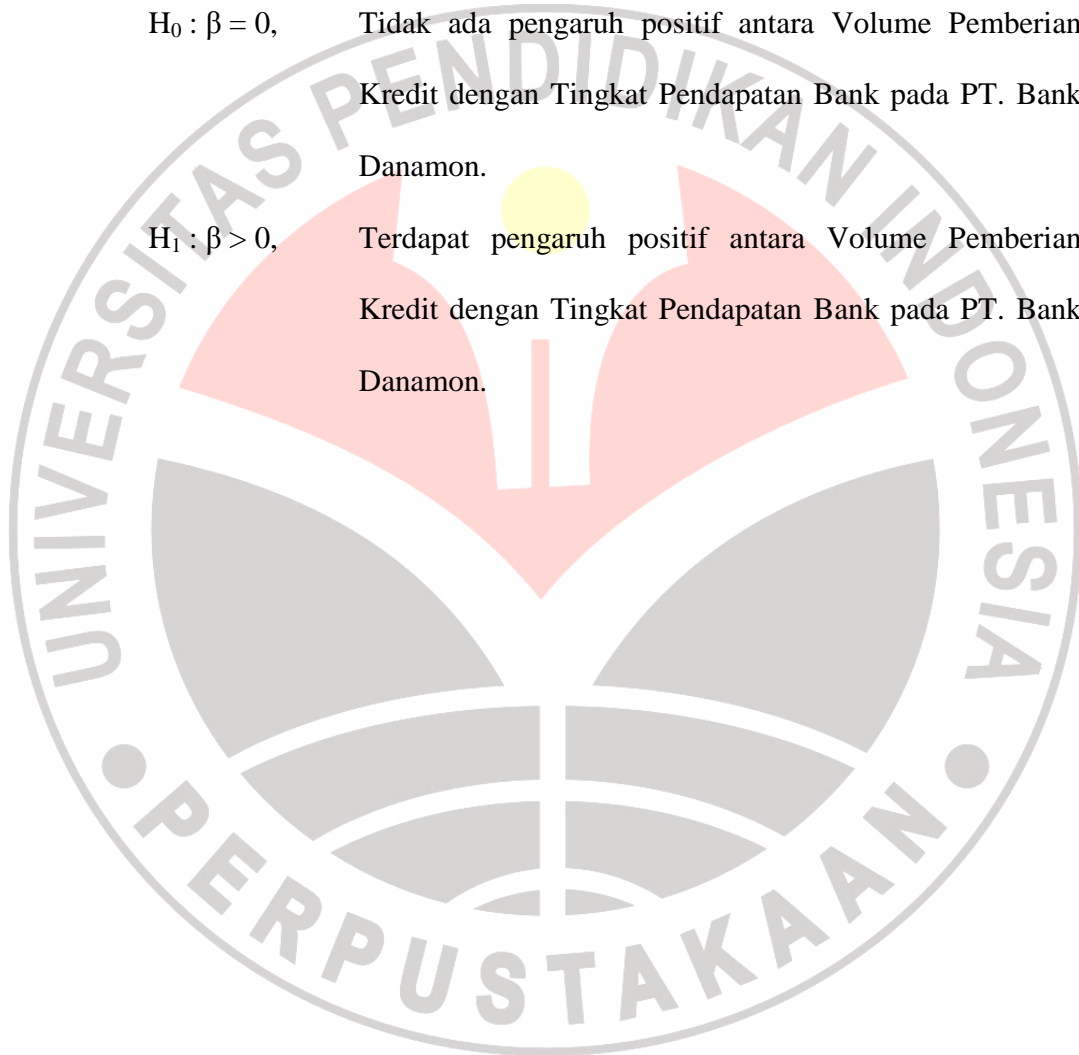 H₀ : β = 0, Tidak ada pengaruh positif antara Volume Pemberian
Kredit dengan Tingkat Pendapatan Bank pada PT. Bank
Danamon.
H₁ : β > 0, Terdapat pengaruh positif antara Volume Pemberian
Kredit dengan Tingkat Pendapatan Bank pada PT. Bank
Danamon.
UNIVERSITAS PENDIDIKAN INDONESIA
PERPUSTAKAAN